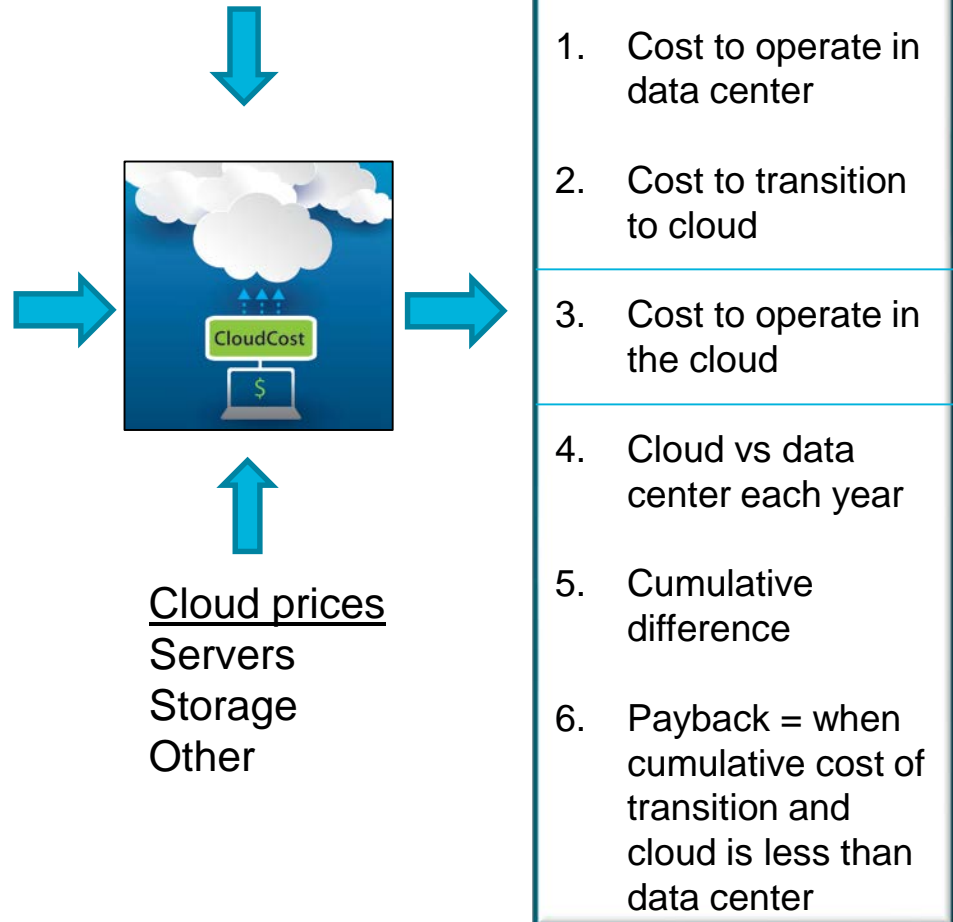 CloudCost
$
Cloud prices
Servers
Storage
Other
1. Cost to operate in
data center
2. Cost to transition
to cloud
3. Cost to operate in
the cloud
4. Cloud vs data
center each year
5. Cumulative
difference
6. Payback = when
cumulative cost of
transition and
cloud is less than
data center